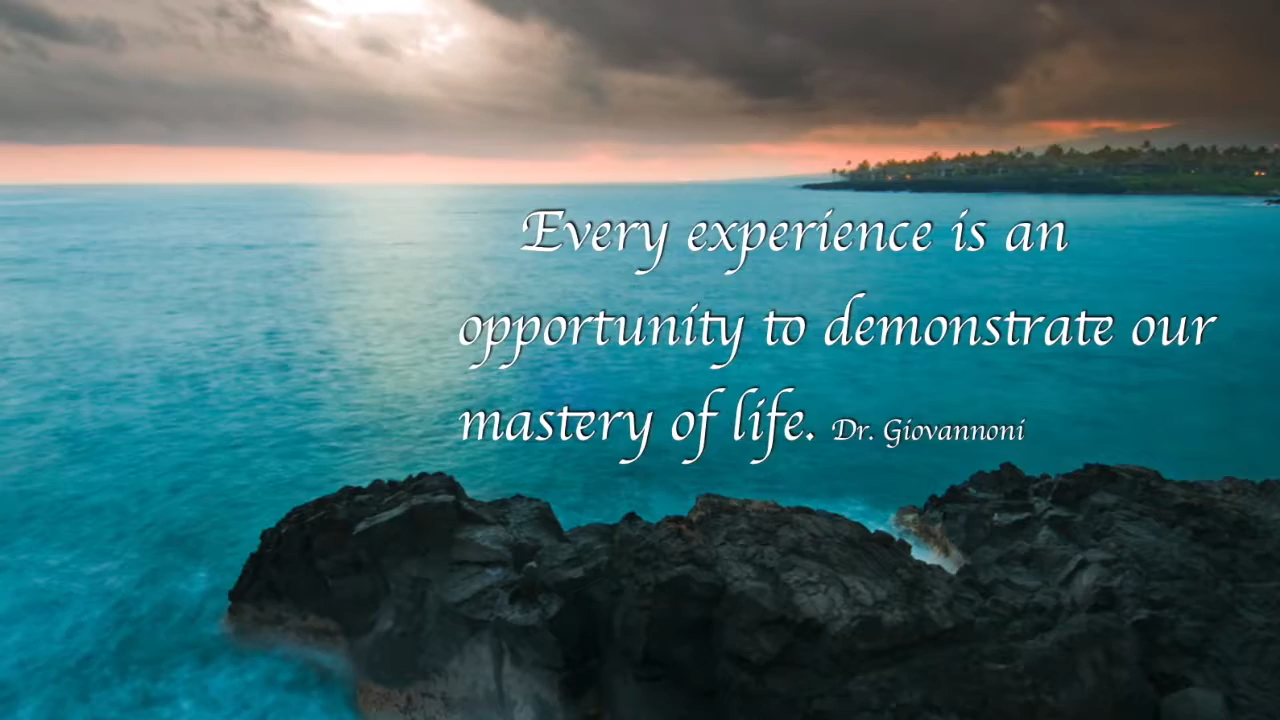 Every experience is an
opportunity to demonstrate our
mastery of life. Dr. Giovannoni